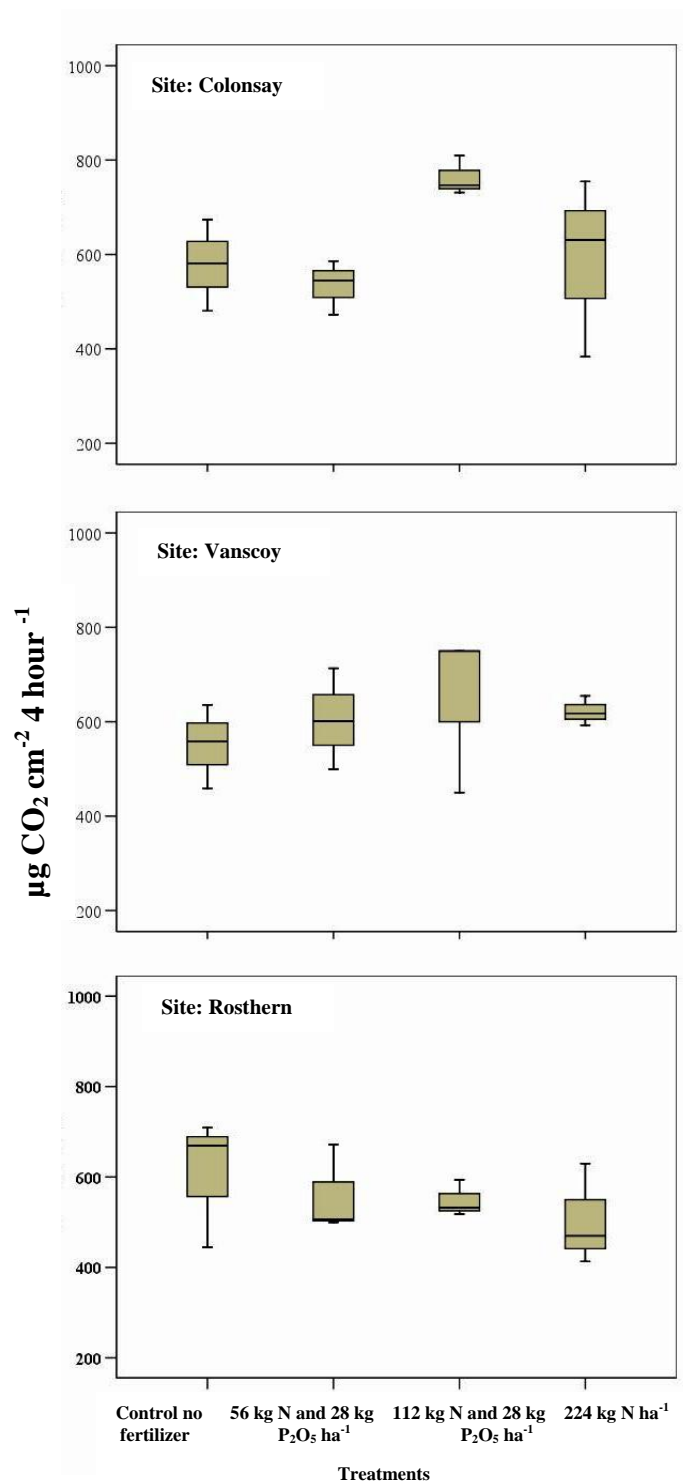 1000
Site: Colonsay
800
600
400
200
1000
Site: Vanscoy
800
600
400
200
µg CO₂ cm⁻² 4 hour ⁻¹
1000
Site: Rosthern
800
600
400
200
Control no
fertilizer
56 kg N and 28 kg
P₂O₅ ha⁻¹
112 kg N and 28 kg
P₂O₅ ha⁻¹
224 kg N ha⁻¹
Treatments